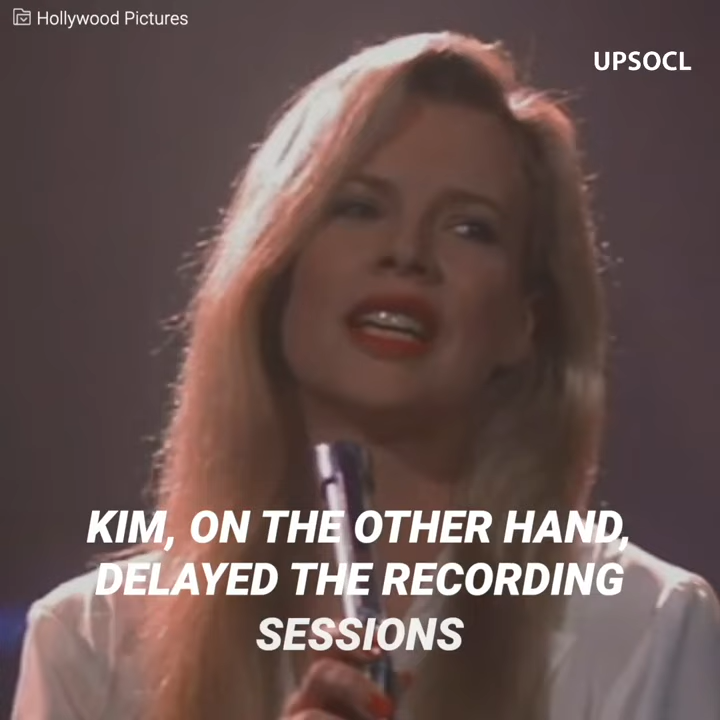 Hollywood Pictures
UPSOCL
KIM, ON THE OTHER HAND,
DELAYED THE RECORDING
SESSIONS